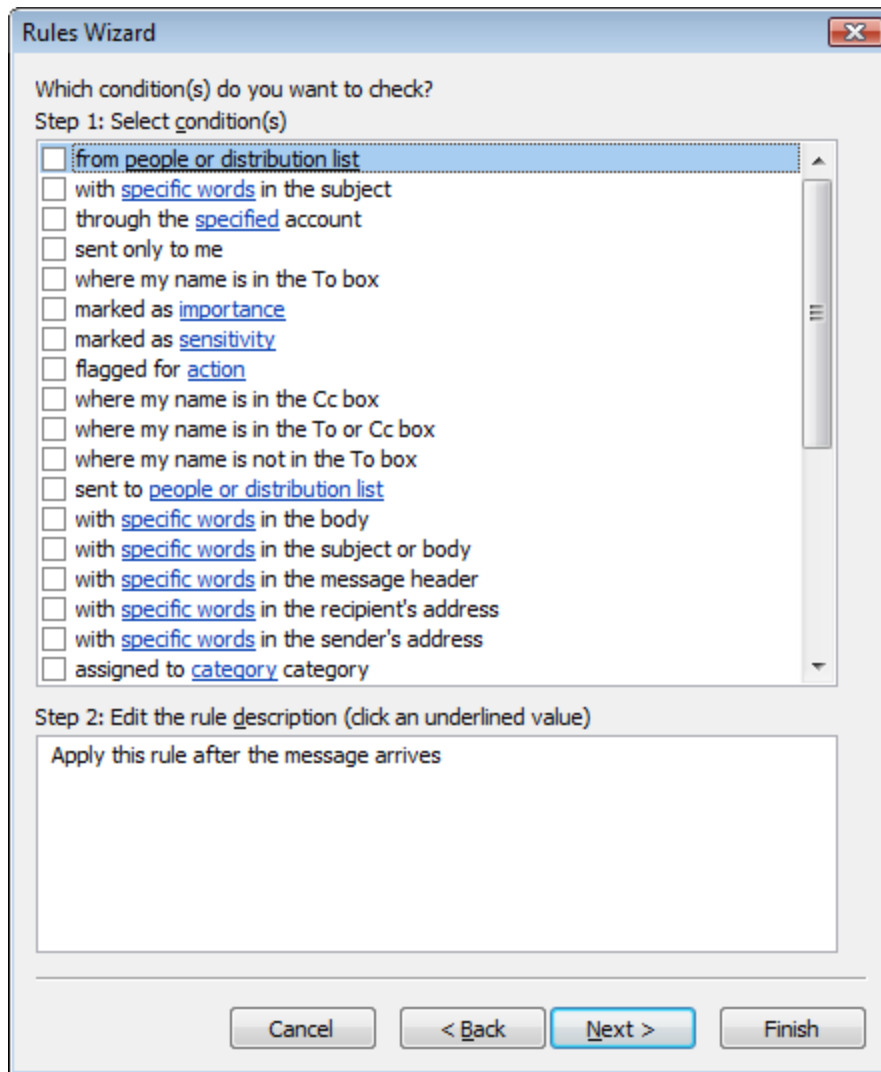 Rules Wizard
Which condition(s) do you want to check?
Step 1: Select condition(s)
from people or distribution list
with specific words in the subject
through the specified account
sent only to me
where my name is in the To box
marked as importance
marked as sensitivity
flagged for action
where my name is in the Cc box
where my name is in the To or Cc box
where my name is not in the To box
sent to people or distribution list
with specific words in the body
with specific words in the subject or body
with specific words in the message header
with specific words in the recipient's address
with specific words in the sender's address
assigned to category category
Step 2: Edit the rule description (click an underlined value)
Apply this rule after the message arrives
Cancel < Back Next > Finish